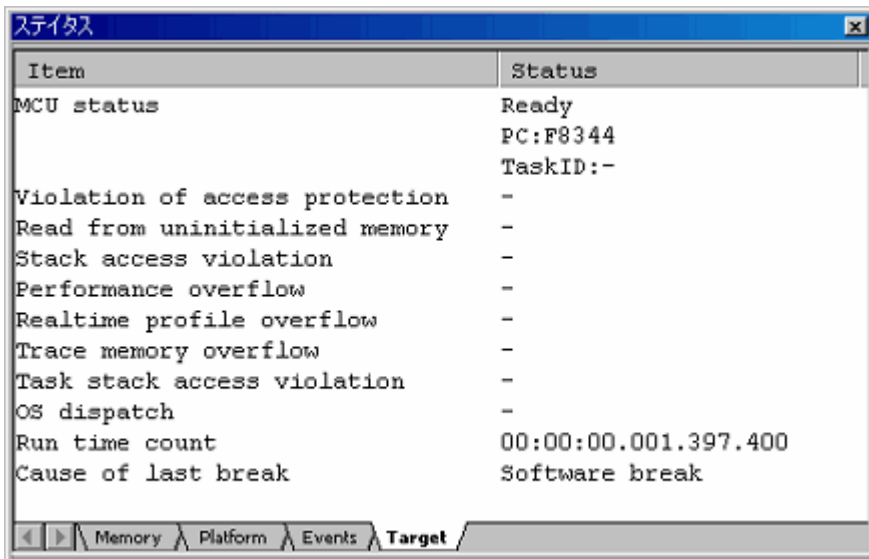 ステイタス
Item Status
MCU status Ready
PC:F8344
TaskID:-
Violation of access protection -
Read from uninitialized memory -
Stack access violation -
Performance overflow -
Realtime profile overflow -
Trace memory overflow -
Task stack access violation -
OS dispatch -
Run time count 00:00:00.001.397.400
Cause of last break Software break
Memory Platform Events Target